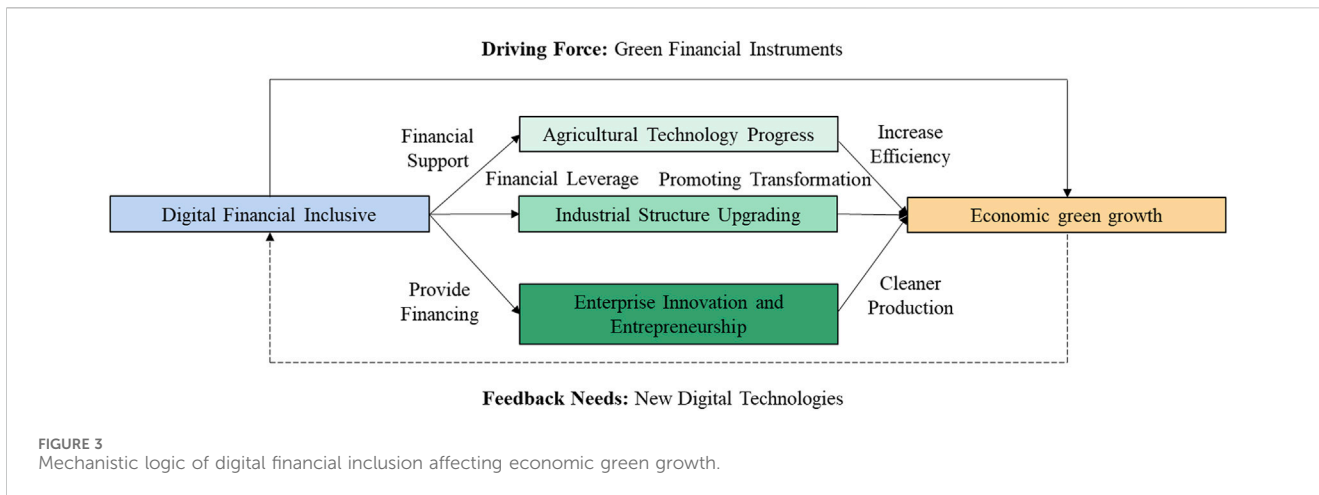 Driving Force: Green Financial Instruments
Financial
Support
Agricultural Technology Progress
Increase
Efficiency
Financial Leverage
Promoting Transformation
Digital Financial Inclusive
Industrial Structure Upgrading
Economic green growth
Provide
Financing
Enterprise Innovation and
Entrepreneurship
Cleaner
Production
Feedback Needs: New Digital Technologies
FIGURE 3
Mechanistic logic of digital financial inclusion affecting economic green growth.